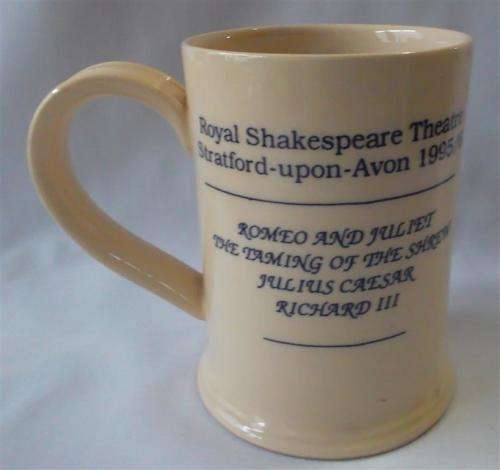 Royal Shakespeare Theatre
Stratford-upon-Avon 1995/
ROMEO AND JULIET
THE TAMING OF THE SHREW
JULIUS CAESAR
RICHARD III